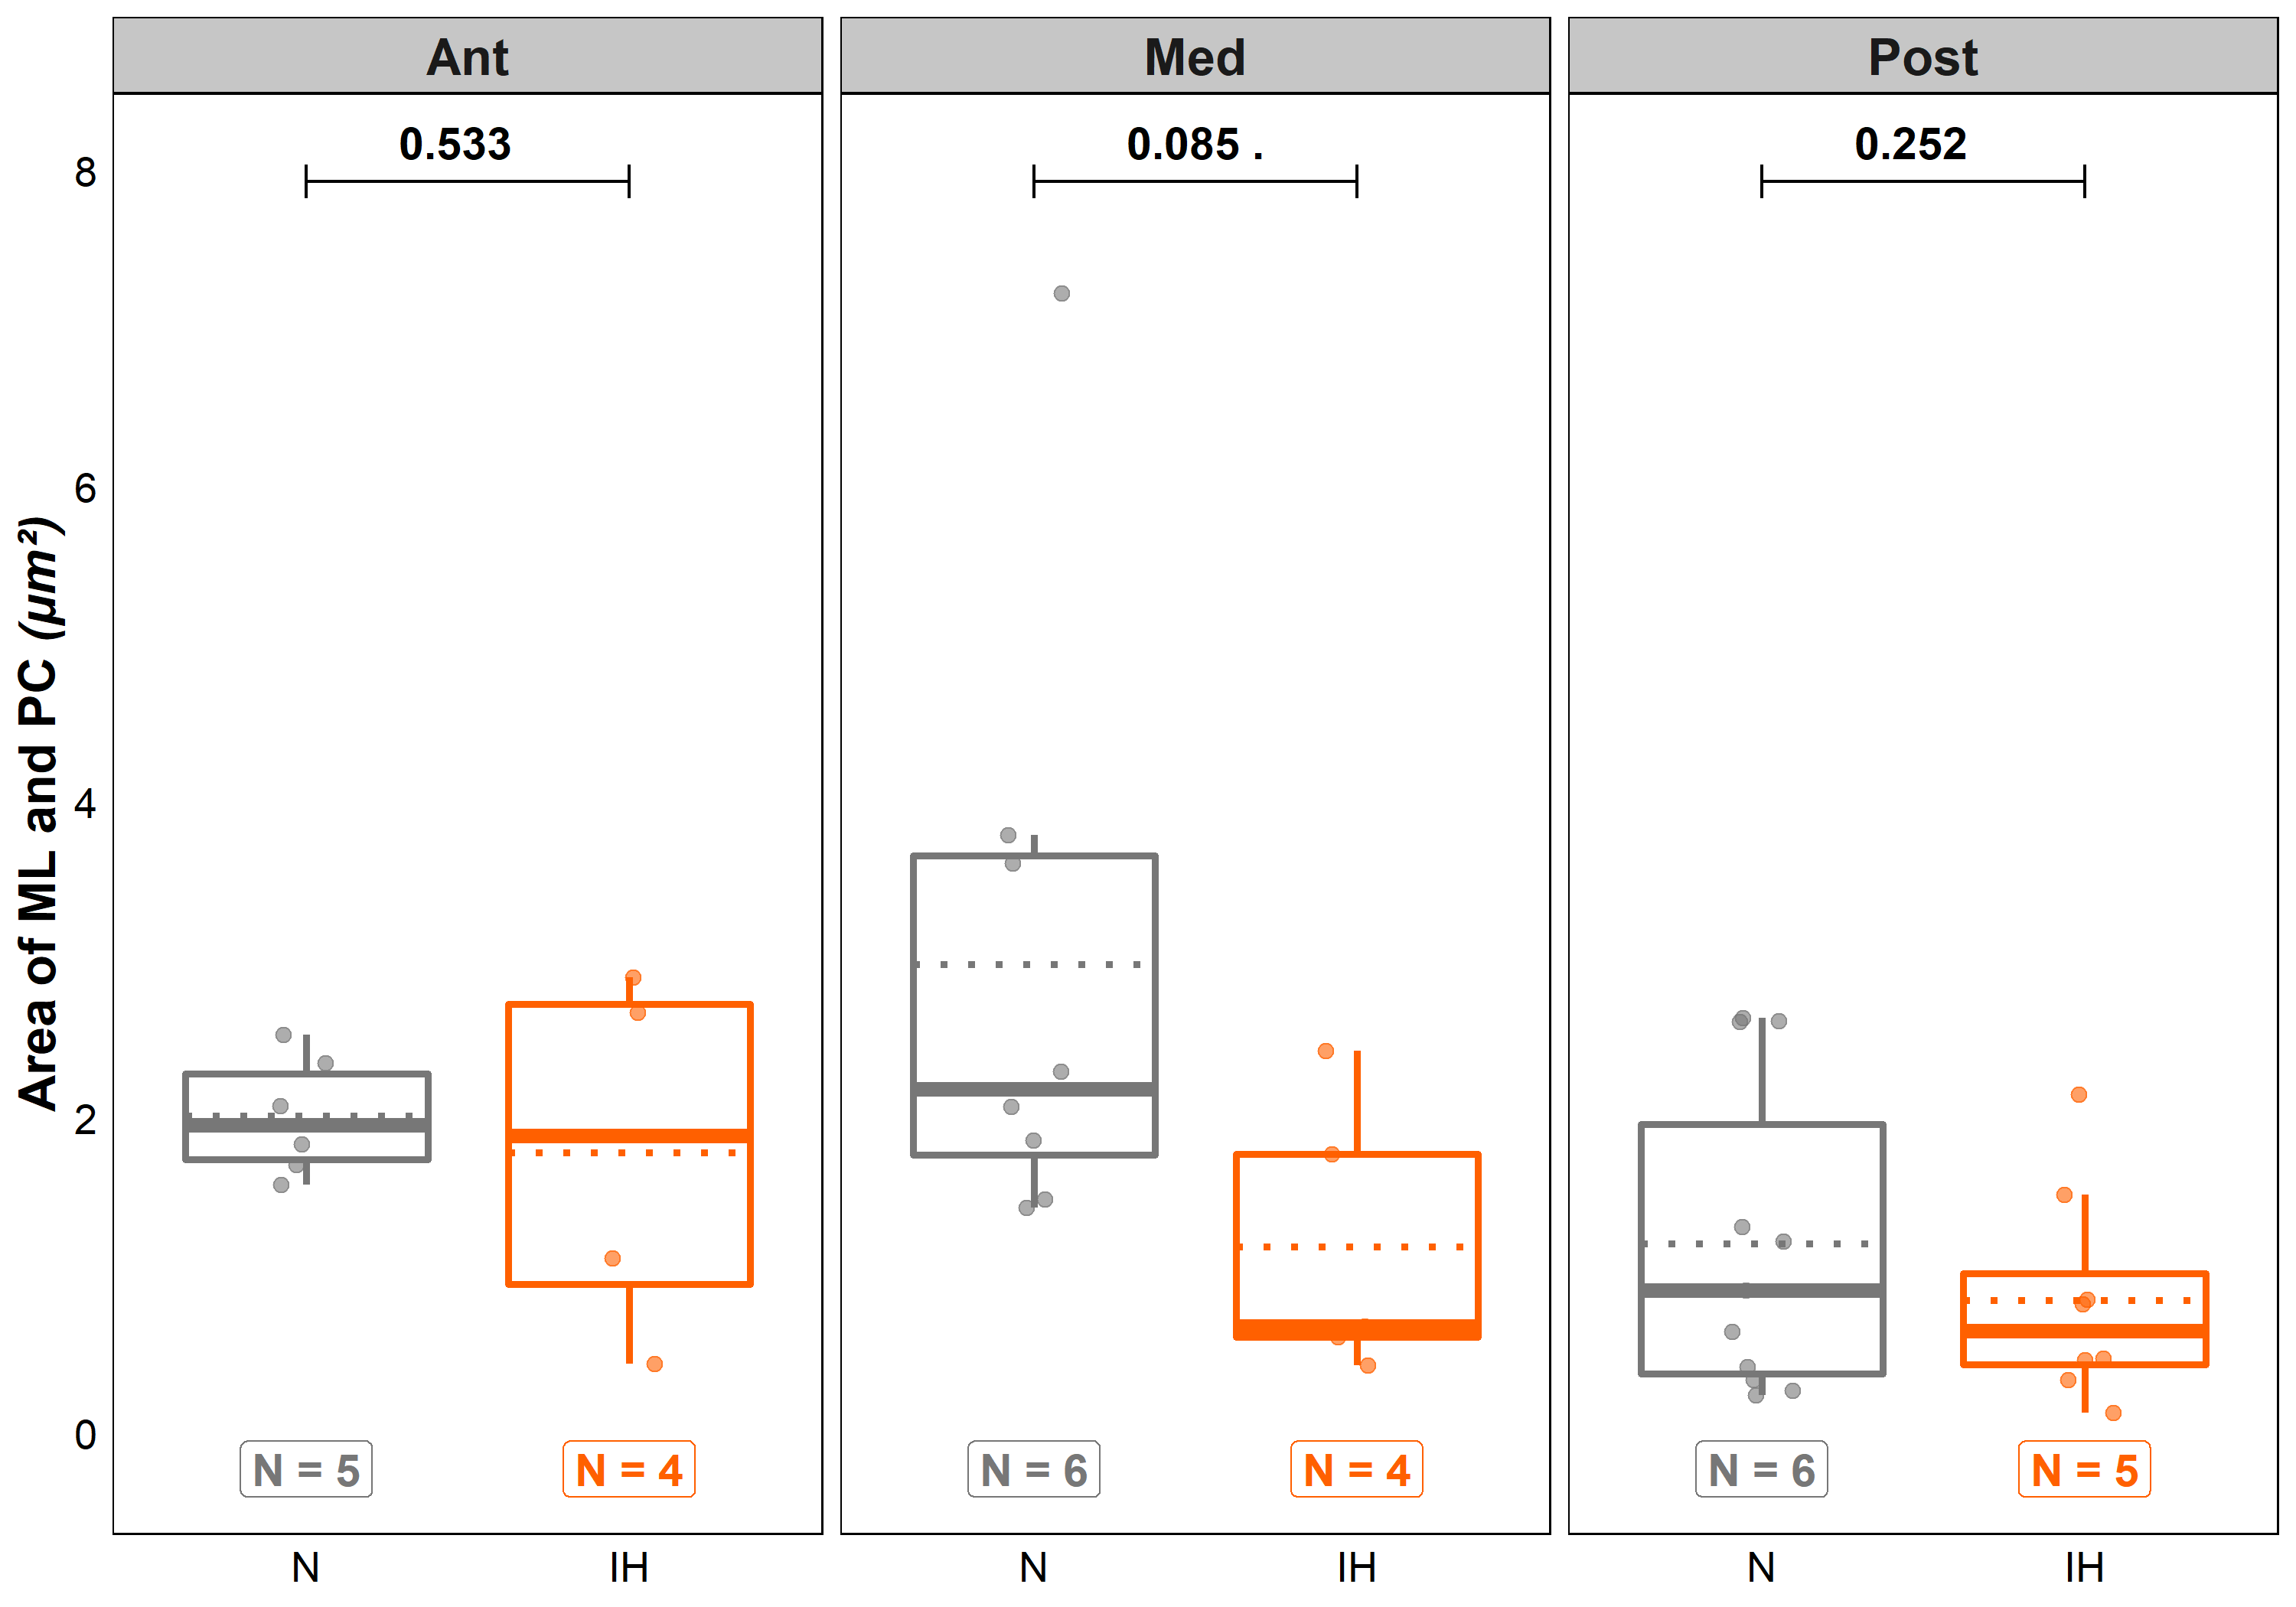 Ant Med Post
0.533 0.085 . 0.252
8
6
4
2
0
Area of ML and PC (µm²)
N = 5 N = 4 N = 6 N = 4 N = 6 N = 5
N IH N IH N IH